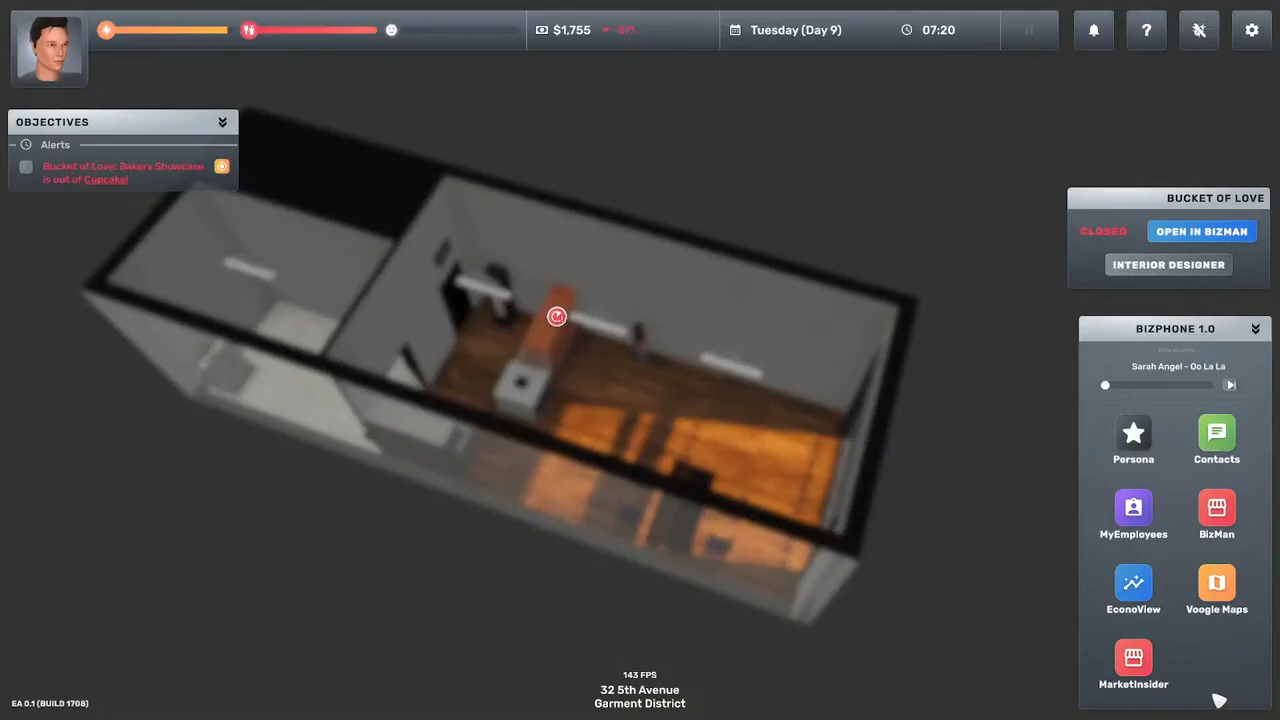 $1,755
Tuesday (Day 9)
07:20
OBJECTIVES
Alerts
Bucket of Love: Bakery Showcase
is out of Cupcake!
BUCKET OF LOVE
CLOSED
OPEN IN BIZMAN
INTERIOR DESIGNER
BIZPHONE 1.0
Sarah Angel - Oo La La
Persona
Contacts
MyEmployees
BizMan
EconoView
Voogle Maps
MarketInsider
143 FPS
32 5th Avenue
Garment District
EA 0.1 (BUILD 1708)